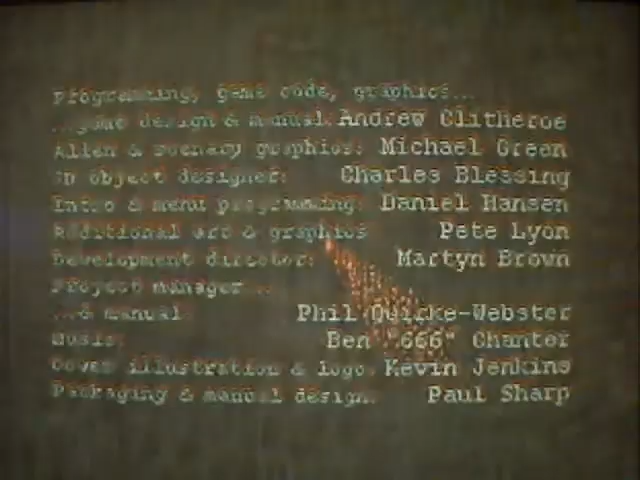 Programming, game code, graphics...
...game design & manual: Andrew Clitheroe
Alien & scenary graphics: Michael Green
3D object designer: Charles Blessing
Intro & menu programming: Daniel Hansen
Additional art & graphics Pete Lyon
Development director: Martyn Brown
Project manager...
...& manual: Phil Quirke-Webster
Music: Ben "666" Chanter
Cover illustration & logo: Kevin Jenkins
Packaging & manual design: Paul Sharp